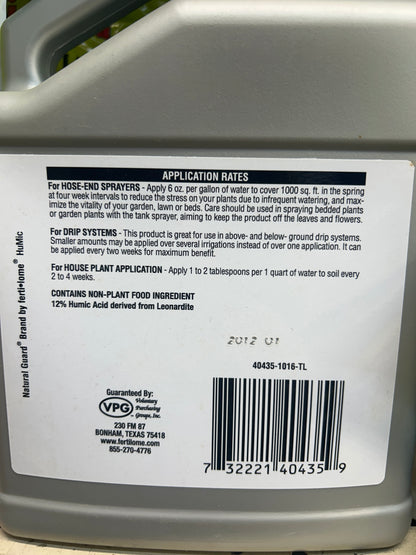 APPLICATION RATES
For HOSE-END SPRAYERS - Apply 6 oz. per gallon of water to cover 1000 sq. ft. in the spring
at four week intervals to reduce the stress on your plants due to infrequent watering, and max-
imize the vitality of your garden, lawn or beds. Care should be used in spraying bedded plants
or garden plants with the tank sprayer, aiming to keep the product off the leaves and flowers.
For DRIP SYSTEMS - This product is great for use in above- and below- ground drip systems.
Smaller amounts may be applied over several irrigations instead of over one application. It can
be applied every two weeks for maximum benefit.
For HOUSE PLANT APPLICATION - Apply 1 to 2 tablespoons per 1 quart of water to soil every
2 to 4 weeks.
CONTAINS NON-PLANT FOOD INGREDIENT
12% Humic Acid derived from Leonardite
Natural Guard® Brand by ferti•lome® HuMic
2012 01
40435-1016-TL
Guaranteed By:
VPG Voluntary
Purchasing
Groups, Inc.
230 FM 87
BONHAM, TEXAS 75418
www.fertilome.com
855-270-4776
7 32221 40435 9